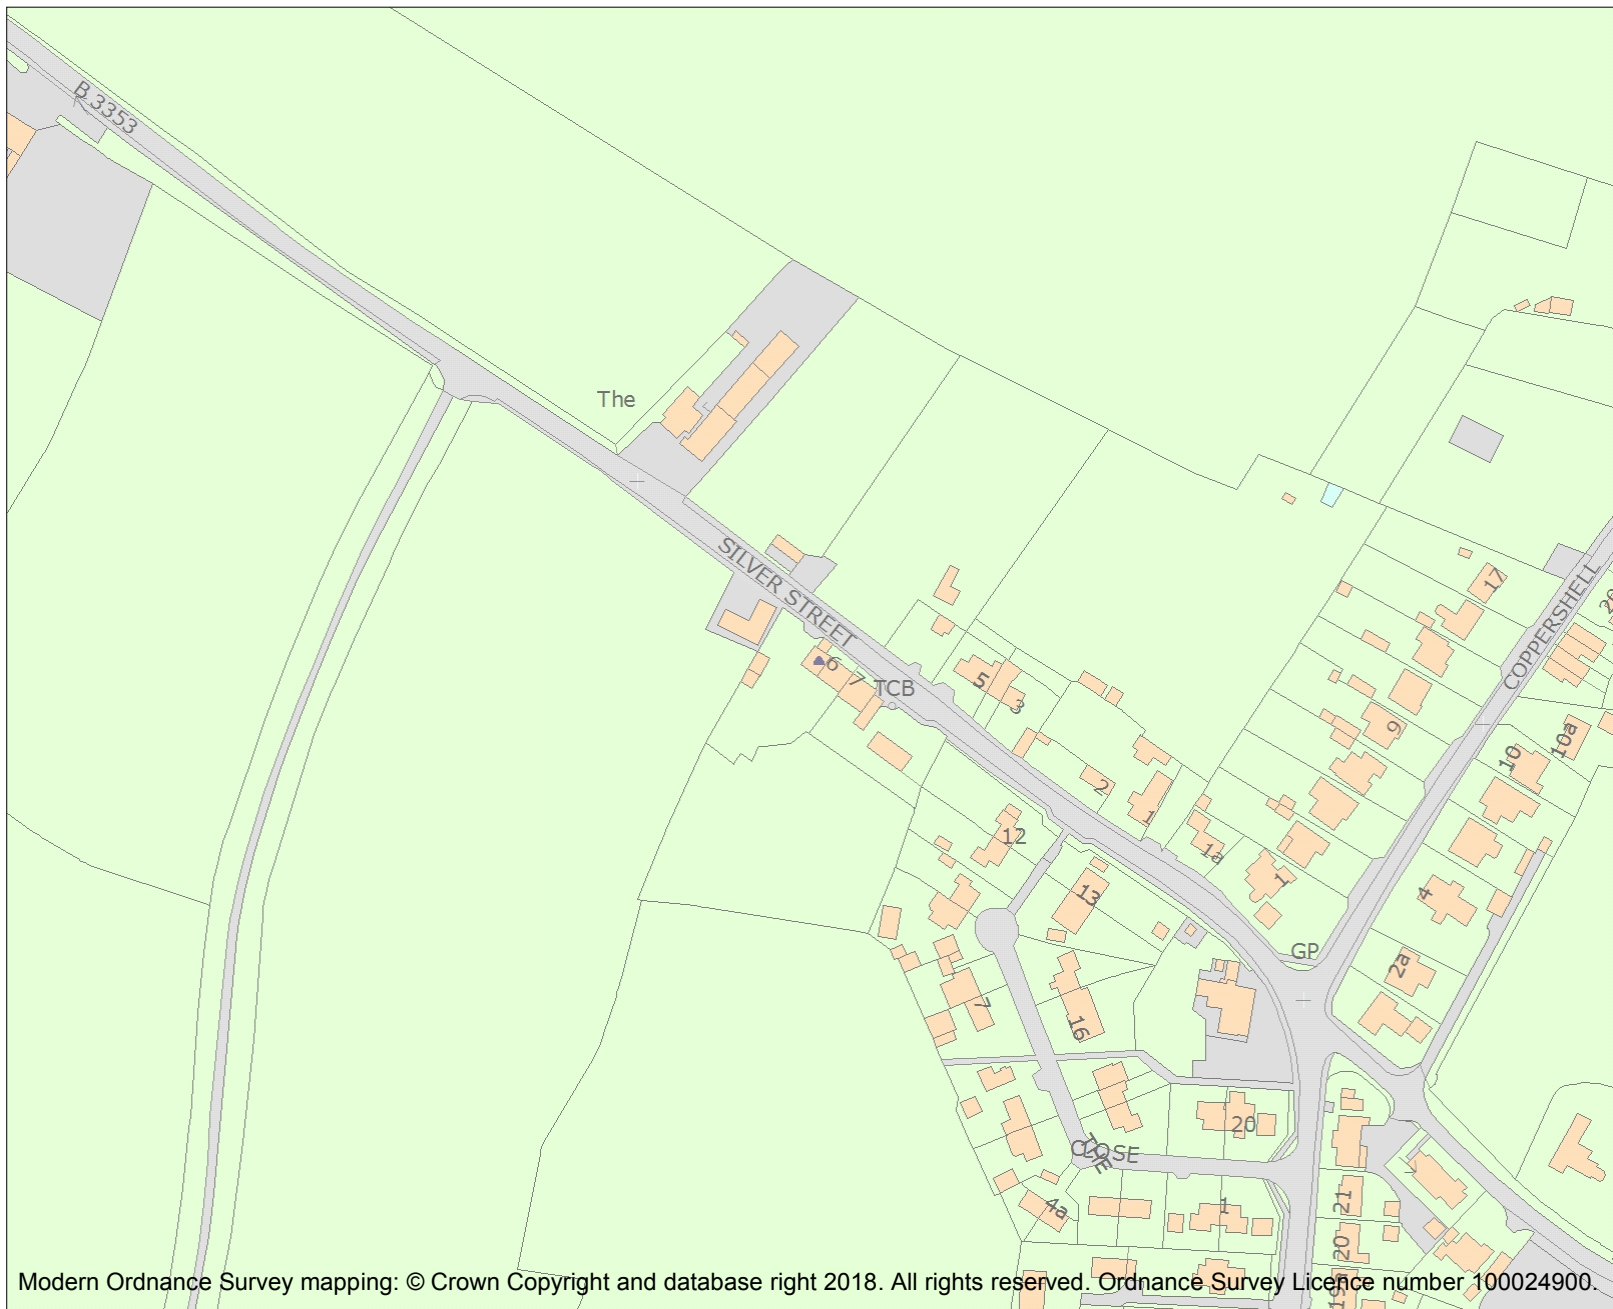 B 3353
The
SILVER STREET
6
7
TCB
5
3
2
1
1a
1
17
COPPERSHELL
9
10
10a
12
13
4
GP
2a
7
16
20
THE
CLOSE
4a
1
21
20
Modern Ordnance Survey mapping: © Crown Copyright and database right 2018. All rights reserved. Ordnance Survey Licence number 100024900.